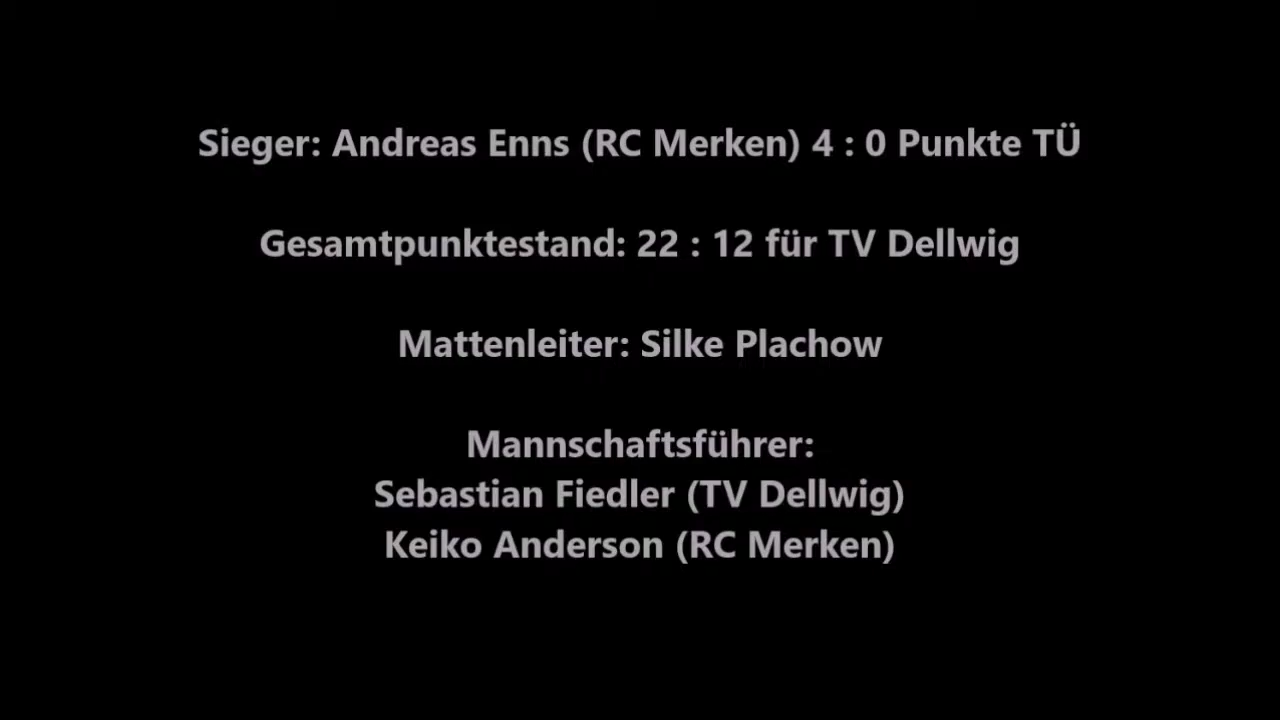 Sieger: Andreas Enns (RC Merken) 4 : 0 Punkte TÜ
Gesamtpunktestand: 22 : 12 für TV Dellwig
Mattenleiter: Silke Plachow
Mannschaftsführer:
Sebastian Fiedler (TV Dellwig)
Keiko Anderson (RC Merken)